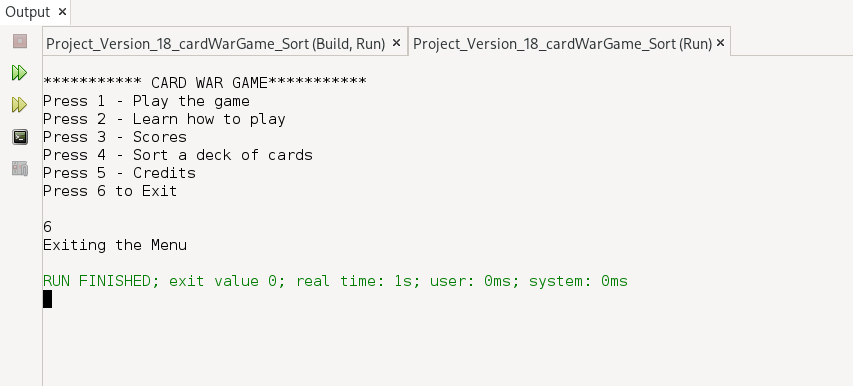 Output ×
Project_Version_18_cardWarGame_Sort (Build, Run) × Project_Version_18_cardWarGame_Sort (Run) ×
*********** CARD WAR GAME***********
Press 1 - Play the game
Press 2 - Learn how to play
Press 3 - Scores
Press 4 - Sort a deck of cards
Press 5 - Credits
Press 6 to Exit
6
Exiting the Menu
RUN FINISHED; exit value 0; real time: 1s; user: 0ms; system: 0ms